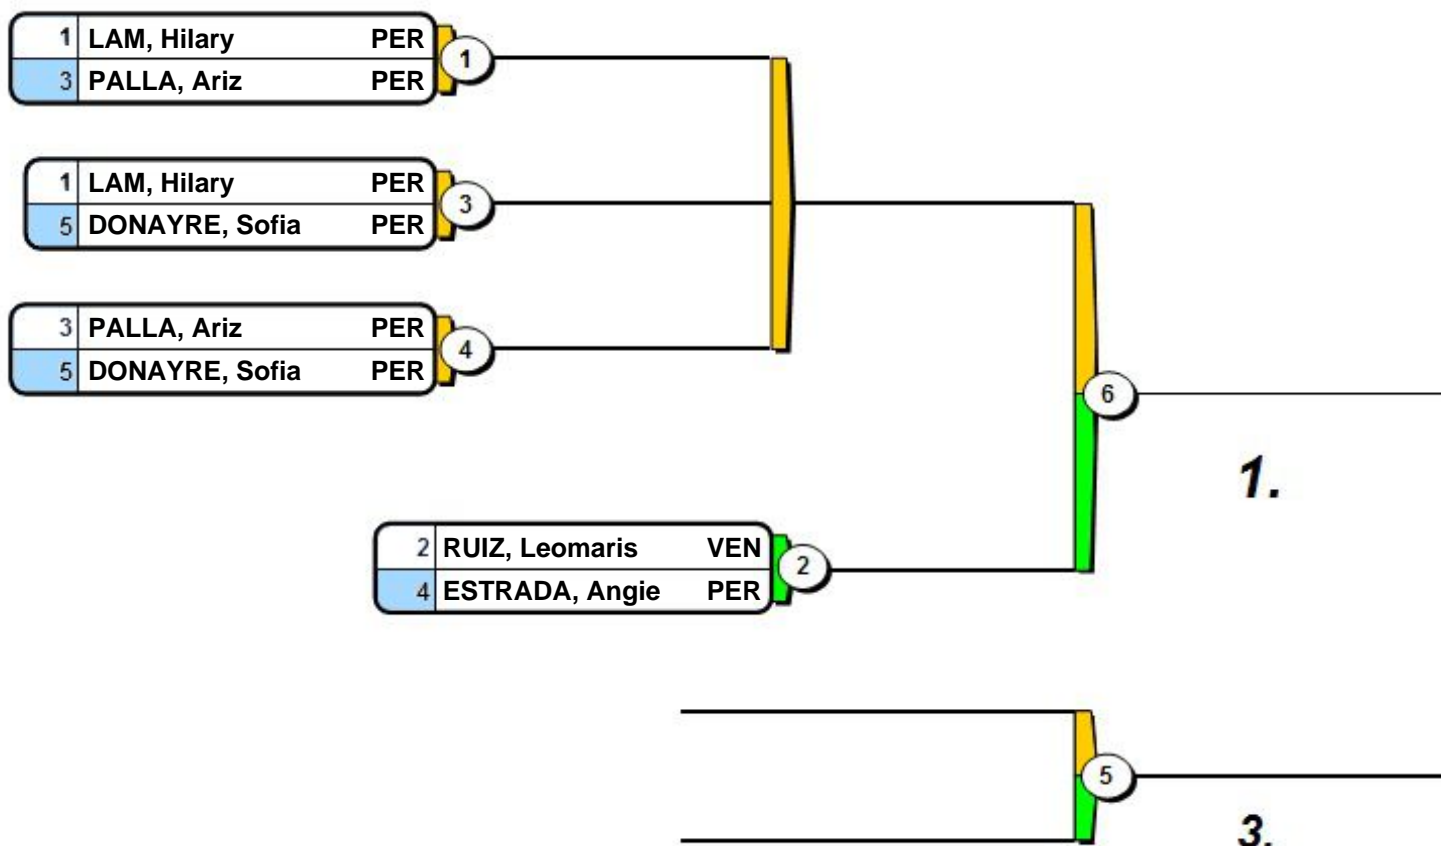 1 LAM, Hilary PER
3 PALLA, Ariz PER
1
1 LAM, Hilary PER
5 DONAYRE, Sofia PER
3
3 PALLA, Ariz PER
5 DONAYRE, Sofia PER
4
6
1.
2 RUIZ, Leomaris VEN
4 ESTRADA, Angie PER
2
5
3.